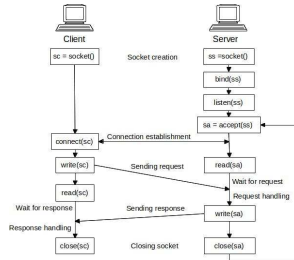 Client Server
sc = socket() Socket creation ss =socket()
bind(ss)
listen(ss)
sa = accept(ss)
Connection establishment
connect(sc)
write(sc) Sending request read(sa)
Wait for request
read(sc) Request handling
Wait for response Sending response write(sa)
Response handling
close(sc) Closing socket close(sa)